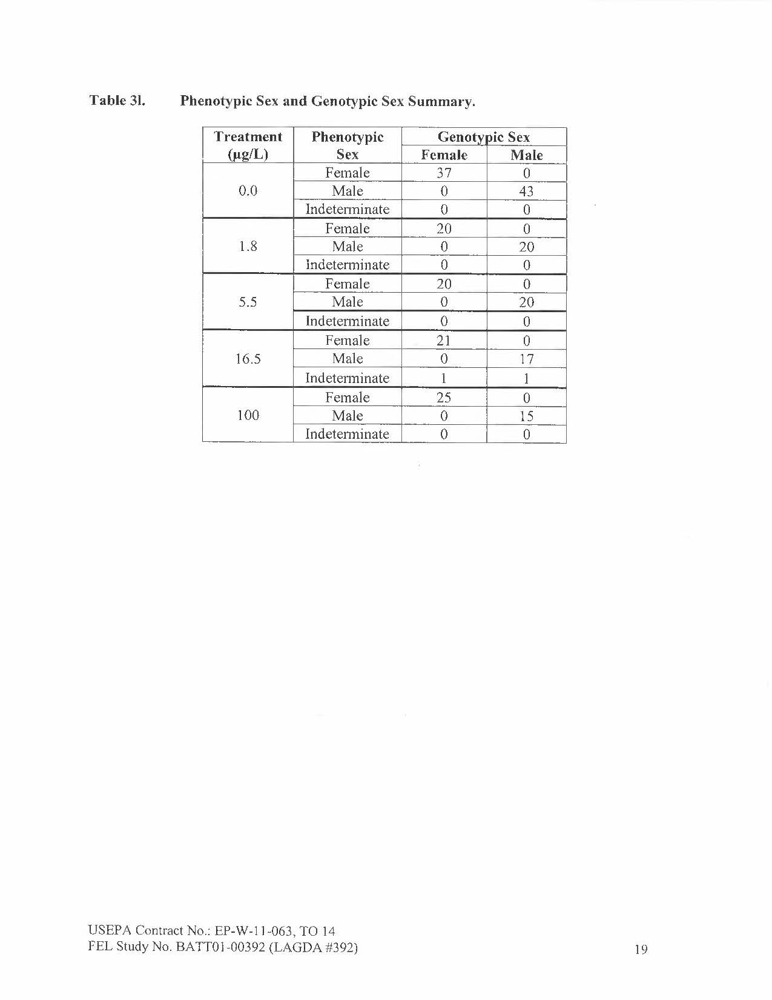 Table 3l. Phenotypic Sex and Genotypic Sex Summary.
Treatment Phenotypic Genotypic Sex
(µg/L) Sex Female Male
Female 37 0
0.0 Male 0 43
Indeterminate 0 0
Female 20 0
1.8 Male 0 20
Indeterminate 0 0
Female 20 0
5.5 Male 0 20
Indeterminate 0 0
Female 21 0
16.5 Male 0 17
Indeterminate 1 1
Female 25 0
100 Male 0 15
Indeterminate 0 0
USEPA Contract No.: EP-W-11-063, TO 14
FEL Study No. BATT01-00392 (LAGDA #392) 19